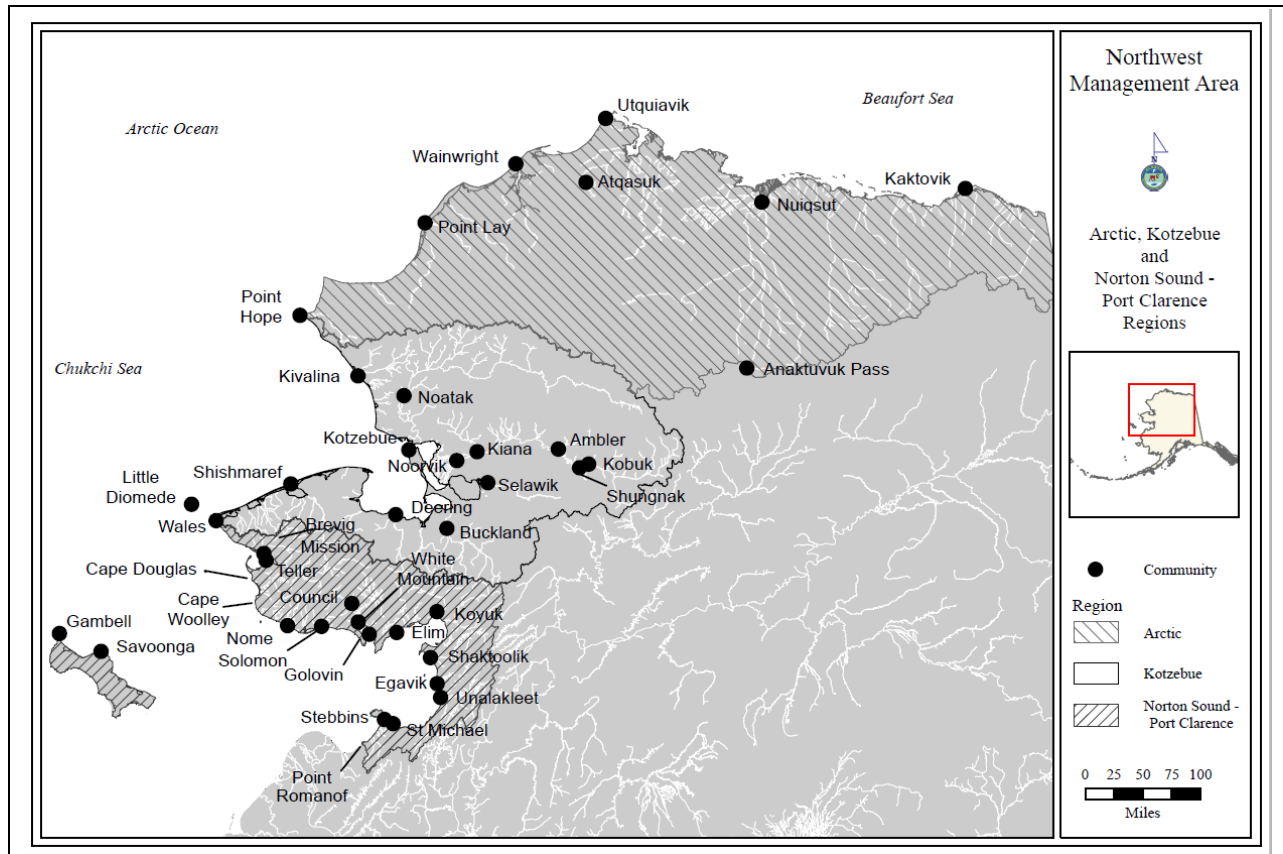 Northwest
Management Area
N
Arctic, Kotzebue
and
Norton Sound -
Port Clarence
Regions
Community
Region
Arctic
Kotzebue
Norton Sound -
Port Clarence
0 25 50 75 100
Miles
Arctic Ocean
Beaufort Sea
Chukchi Sea
Utquiavik
Wainwright
Atqasuk
Kaktovik
Nuiqsut
Point Lay
Point
Hope
Anaktuvuk Pass
Kivalina
Noatak
Kotzebue
Noorvik
Kiana
Ambler
Kobuk
Shungnak
Selawik
Shishmaref
Little
Diomede
Wales
Deering
Buckland
Brevig
Mission
Teller
White
Mountain
Cape Douglas
Cape
Woolley
Council
Koyuk
Gambell
Savoonga
Nome
Solomon
Golovin
Elim
Shaktoolik
Egavik
Unalakleet
Stebbins
St Michael
Point
Romanof